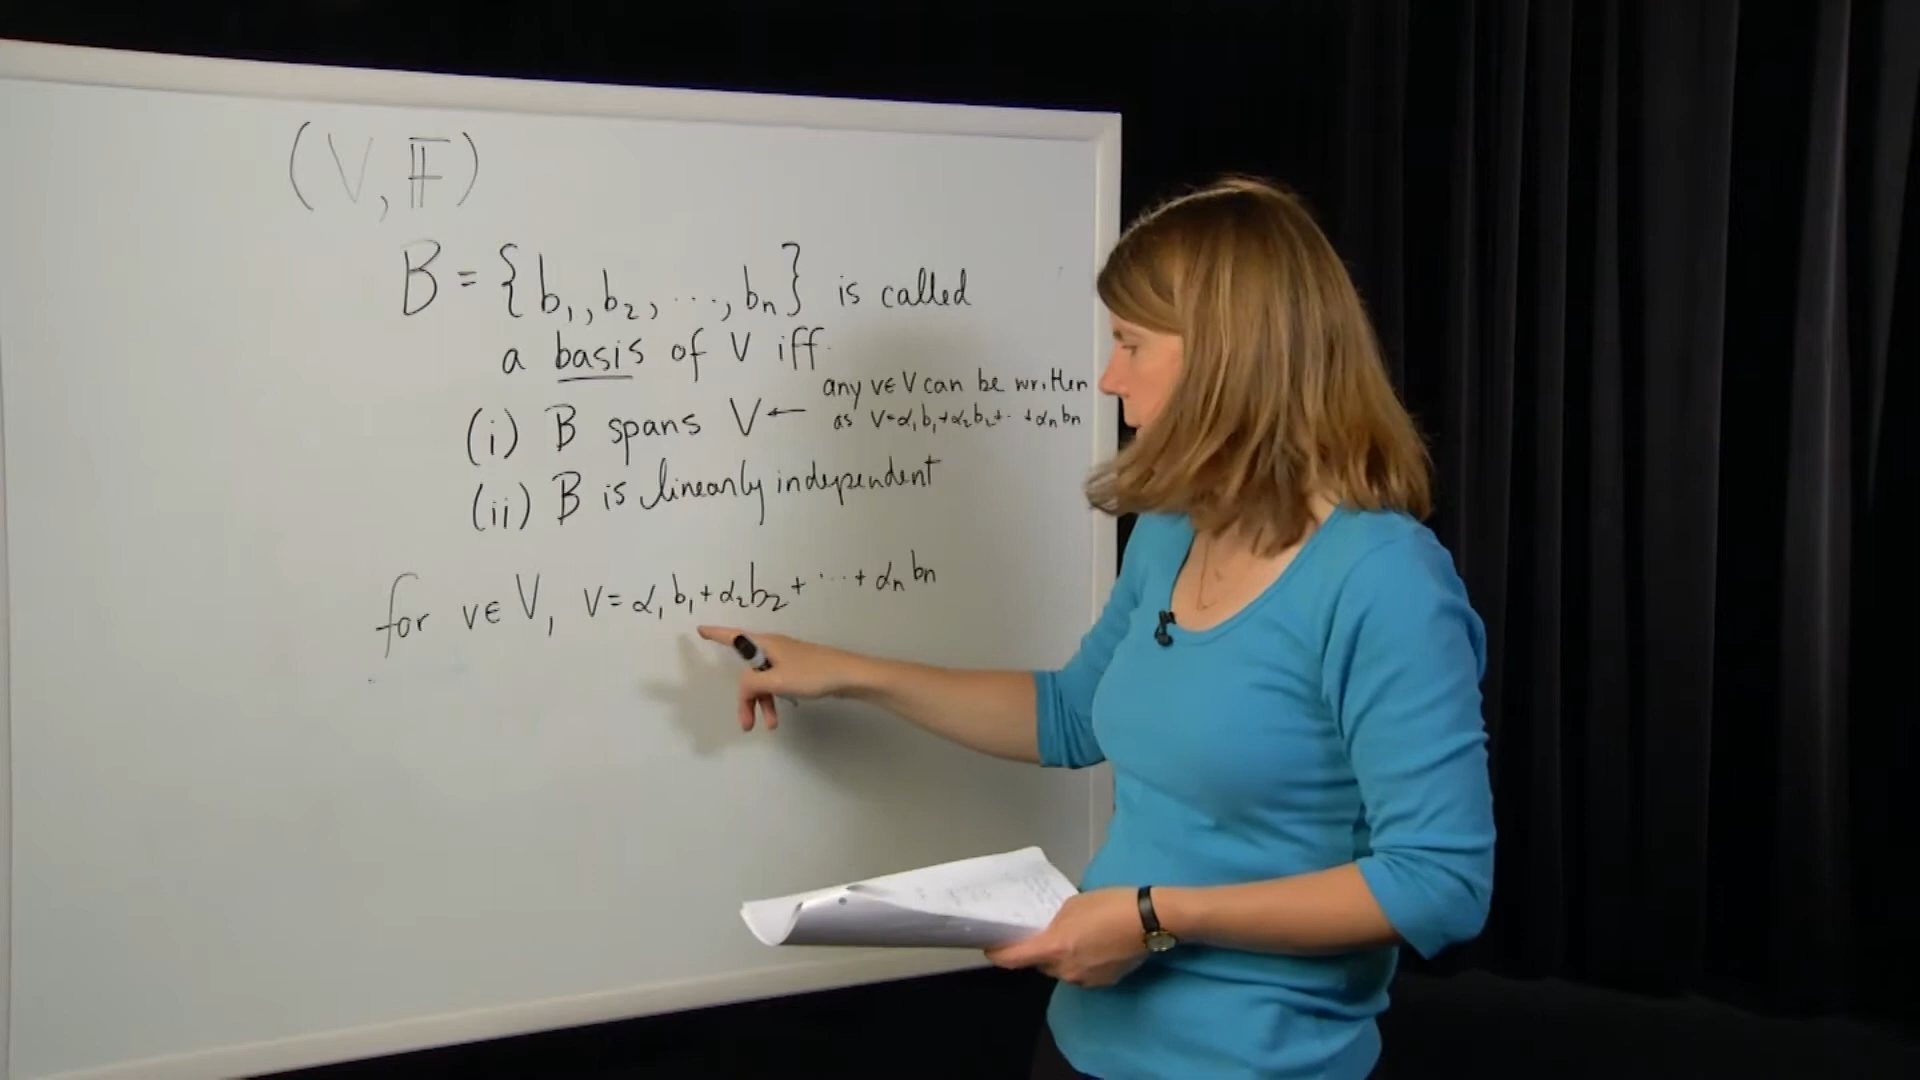 (V, 𝔽)
B = {b₁, b₂, ..., bₙ} is called
a basis of V iff
(i) B spans V ← any v∈V can be written
as v=α₁b₁+α₂b₂+...+αₙbₙ
(ii) B is linearly independent
for v∈V, v=α₁b₁+α₂b₂+...+αₙbₙ